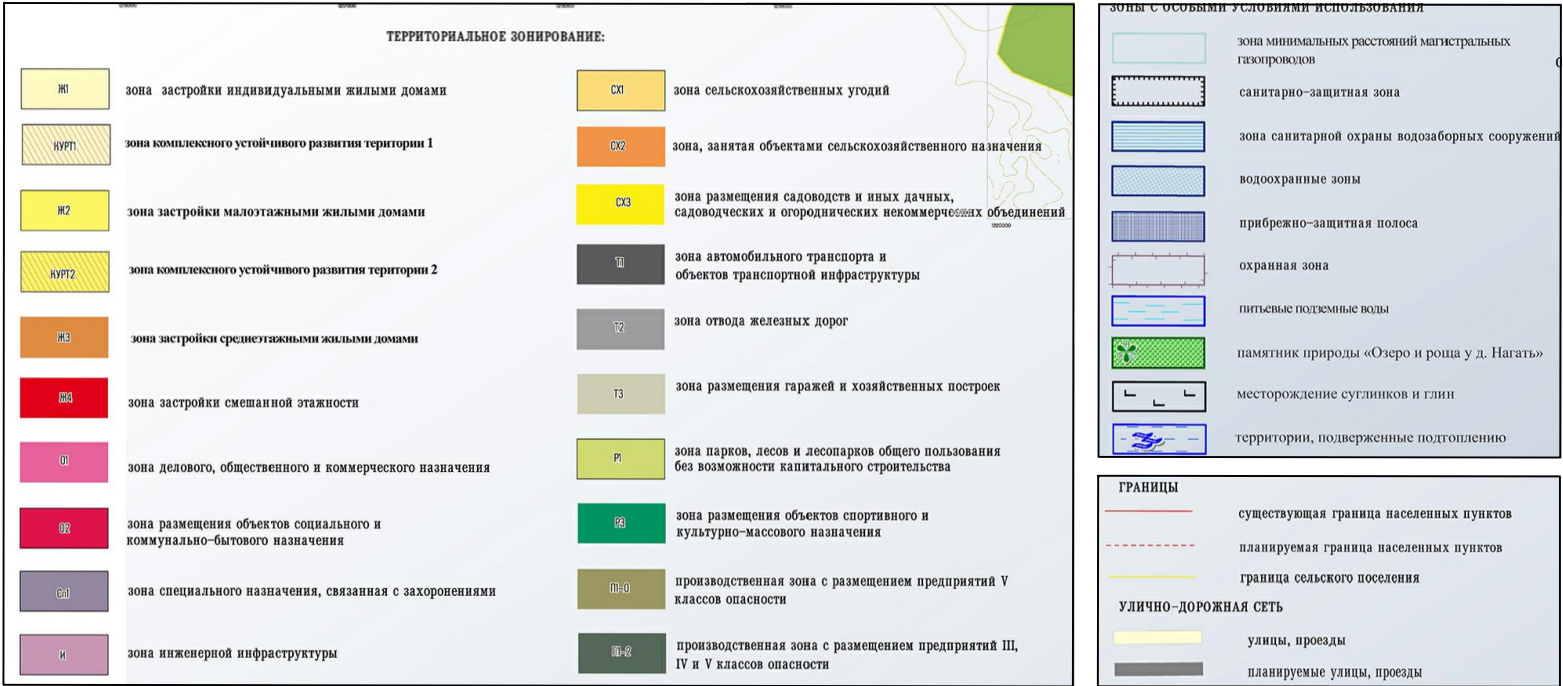 ТЕРРИТОРИАЛЬНОЕ ЗОНИРОВАНИЕ:
Ж1
зона застройки индивидуальными жилыми домами
КУРТ1
зона комплексного устойчивого развития територии 1
Ж2
зона застройки малоэтажными жилыми домами
КУРТ2
зона комплексного устойчивого развития територии 2
Ж3
зона застройки среднеэтажными жилыми домами
Ж4
зона застройки смешанной этажности
О1
зона делового, общественного и коммерческого назначения
О2
зона размещения объектов социального и
коммунально-бытового назначения
Сп1
зона специального назначения, связанная с захоронениями
И
зона инженерной инфраструктуры
СХ1
зона сельскохозяйственных угодий
СХ2
зона, занятая объектами сельскохозяйственного назначения
СХ3
зона размещения садоводств и иных дачных,
садоводческих и огороднических некоммерческих объединений
1220000
Т1
зона автомобильного транспорта и
объектов транспортной инфраструктуры
Т2
зона отвода железных дорог
Т3
зона размещения гаражей и хозяйственных построек
Р1
зона парков, лесов и лесопарков общего пользования
без возможности капитального строительства
Р3
зона размещения объектов спортивного и
культурно-массового назначения
П1-0
производственная зона с размещением предприятий V
классов опасности
П1-2
производственная зона с размещением предприятий III,
IV и V классов опасности
ЗОНЫ С ОСОБЫМИ УСЛОВИЯМИ ИСПОЛЬЗОВАНИЯ
зона минимальных расстояний магистральных
газопроводов
санитарно-защитная зона
зона санитарной охраны водозаборных сооружений
водоохранные зоны
прибрежно-защитная полоса
охранная зона
питьевые подземные воды
памятник природы «Озеро и роща у д. Нагать»
месторождение суглинков и глин
территории, подверженные подтоплению
ГРАНИЦЫ
существующая граница населенных пунктов
планируемая граница населенных пунктов
граница сельского поселения
УЛИЧНО-ДОРОЖНАЯ СЕТЬ
улицы, проезды
планируемые улицы, проезды